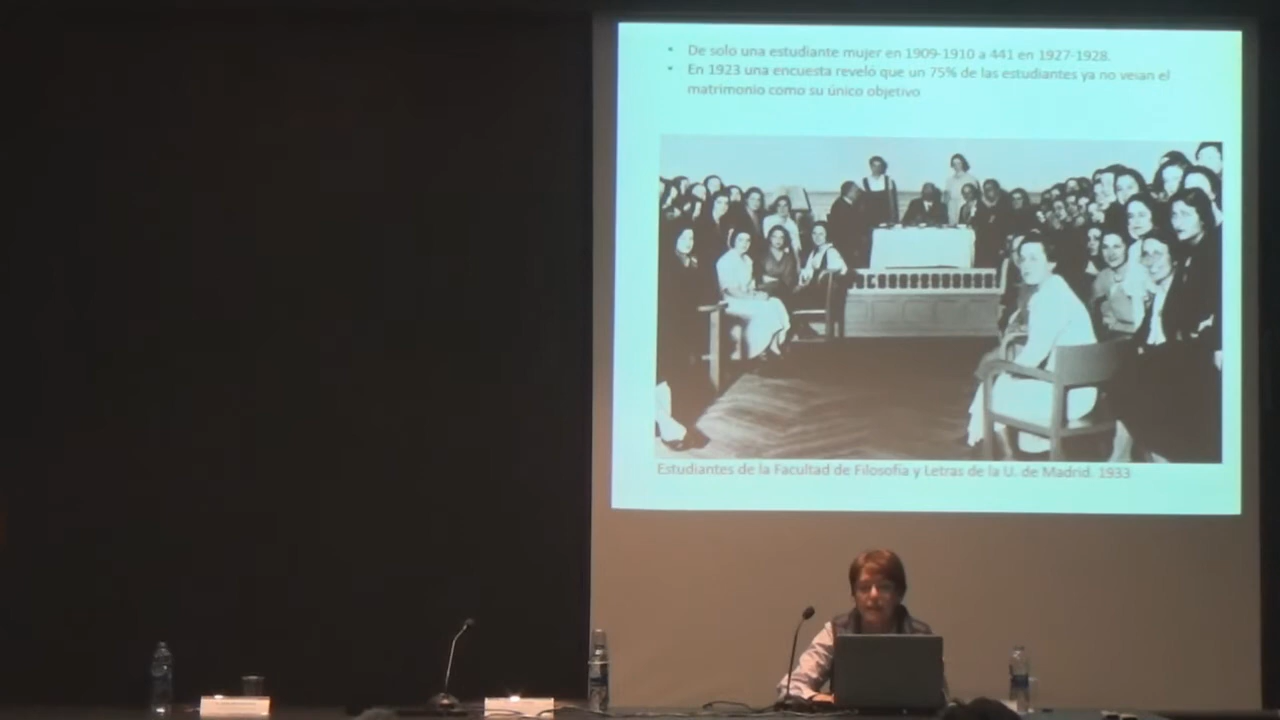 • De solo una estudiante mujer en 1909-1910 a 441 en 1927-1928.
• En 1923 una encuesta reveló que un 75% de las estudiantes ya no veían el
matrimonio como su único objetivo
Estudiantes de la Facultad de Filosofía y Letras de la U. de Madrid. 1933